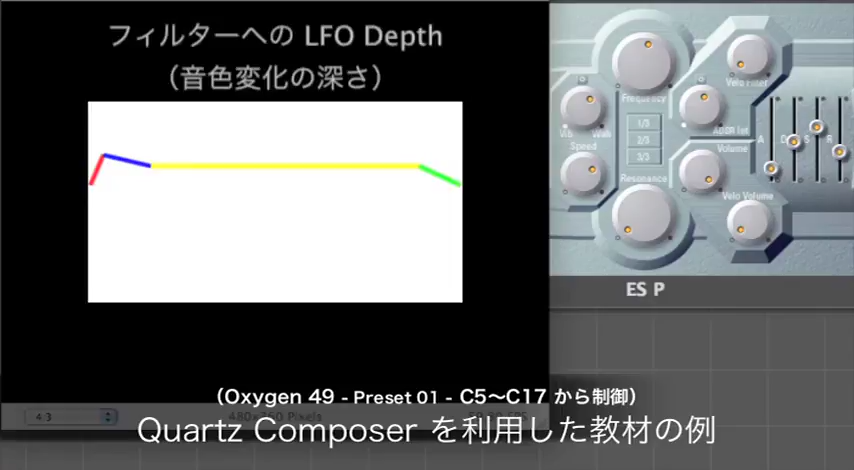 フィルターへの LFO Depth
（音色変化の深さ）
Velo Filter
Frequency
Vib
Wah
1/3
ADSR Int
A
D
S
R
Speed
2/3
Volume
3/3
Resonance
Velo Volume
ES P
（Oxygen 49 - Preset 01 - C5〜C17 から制御）
4:3
Quartz Composer を利用した教材の例